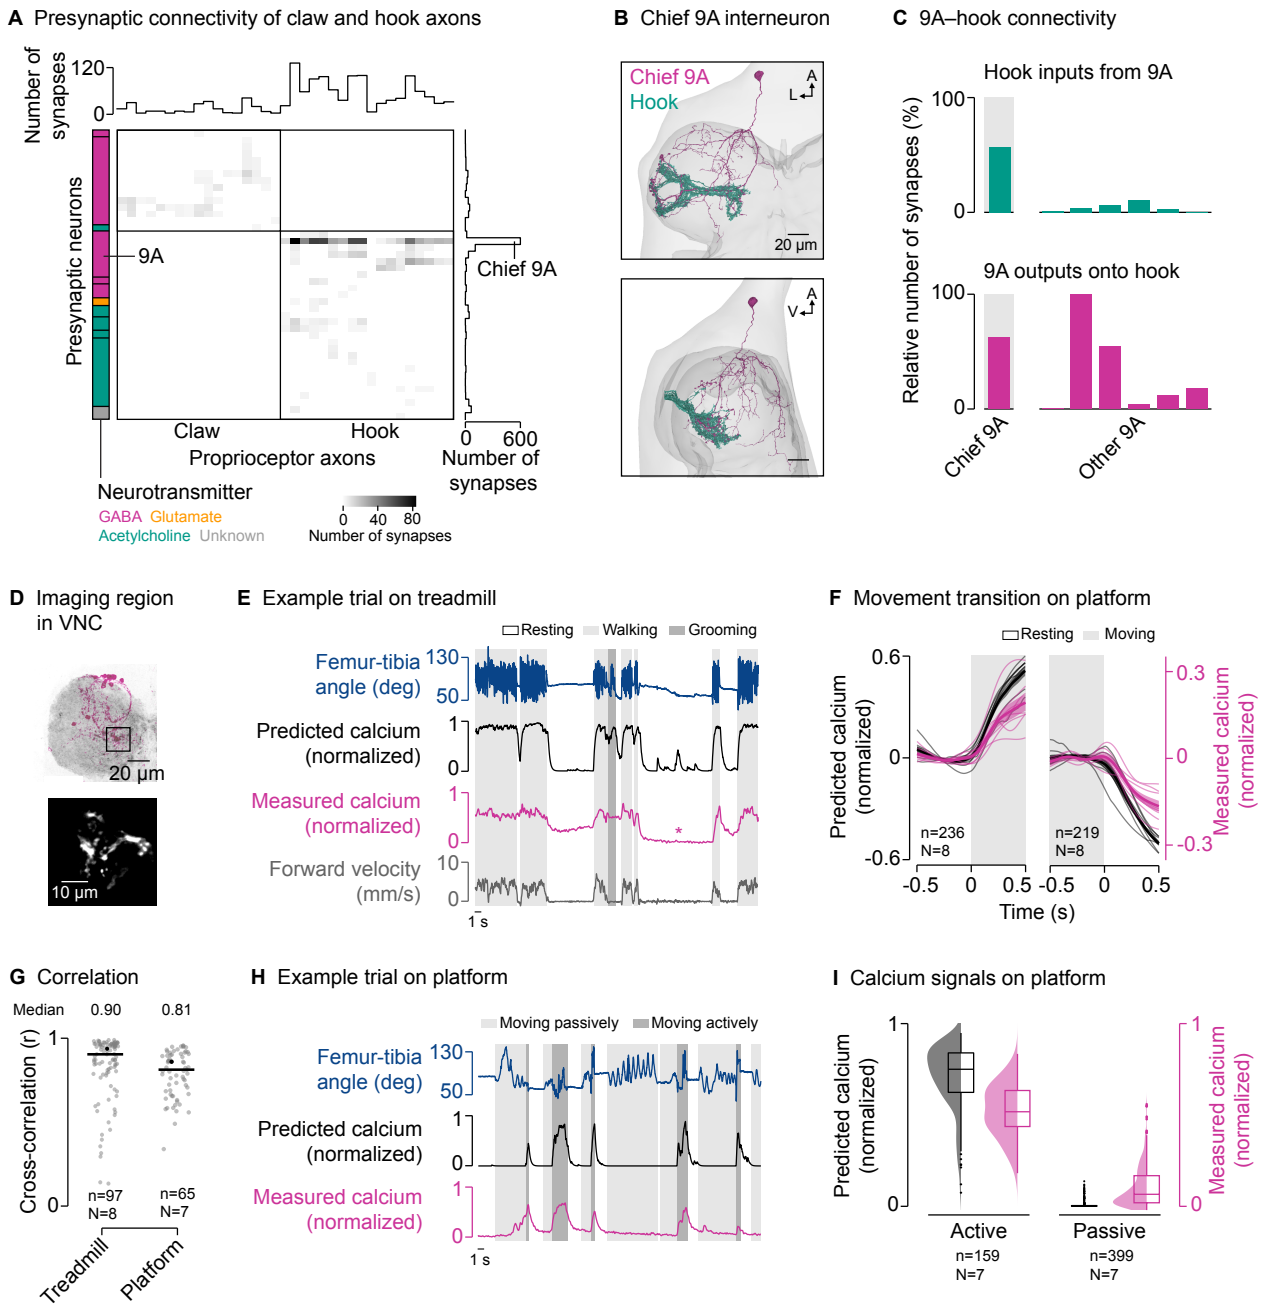 A Presynaptic connectivity of claw and hook axons
Number of
synapses
120
0
Presynaptic neurons
9A
Chief 9A
Claw
Hook
Proprioceptor axons
0
600
Number of
synapses
Neurotransmitter
GABA Glutamate
Acetylcholine Unknown
0 40 80
Number of synapses
B Chief 9A interneuron
Chief 9A
Hook
A
L
20 µm
A
V
C 9A–hook connectivity
Relative number of synapses (%)
Hook inputs from 9A
100
0
9A outputs onto hook
100
0
Chief 9A
Other 9A
D Imaging region
in VNC
20 µm
10 µm
E Example trial on treadmill
Resting Walking Grooming
Femur-tibia
angle (deg)
130
50
Predicted calcium
(normalized)
1
0
Measured calcium
(normalized)
1
0
*
Forward velocity
(mm/s)
10
0
1 s
F Movement transition on platform
Resting Moving
Predicted calcium
(normalized)
0.6
0
-0.6
n=236
N=8
n=219
N=8
0.3
0
-0.3
Measured calcium
(normalized)
-0.5 0 0.5
-0.5 0 0.5
Time (s)
G Correlation
Median 0.90 0.81
Cross-correlation (r)
1
0
n=97
N=8
n=65
N=7
Treadmill
Platform
H Example trial on platform
Moving passively Moving actively
Femur-tibia
angle (deg)
130
50
Predicted calcium
(normalized)
1
0
Measured calcium
(normalized)
1
0
1 s
I Calcium signals on platform
Predicted calcium
(normalized)
1
0
1
0
Measured calcium
(normalized)
Active
n=159
N=7
Passive
n=399
N=7